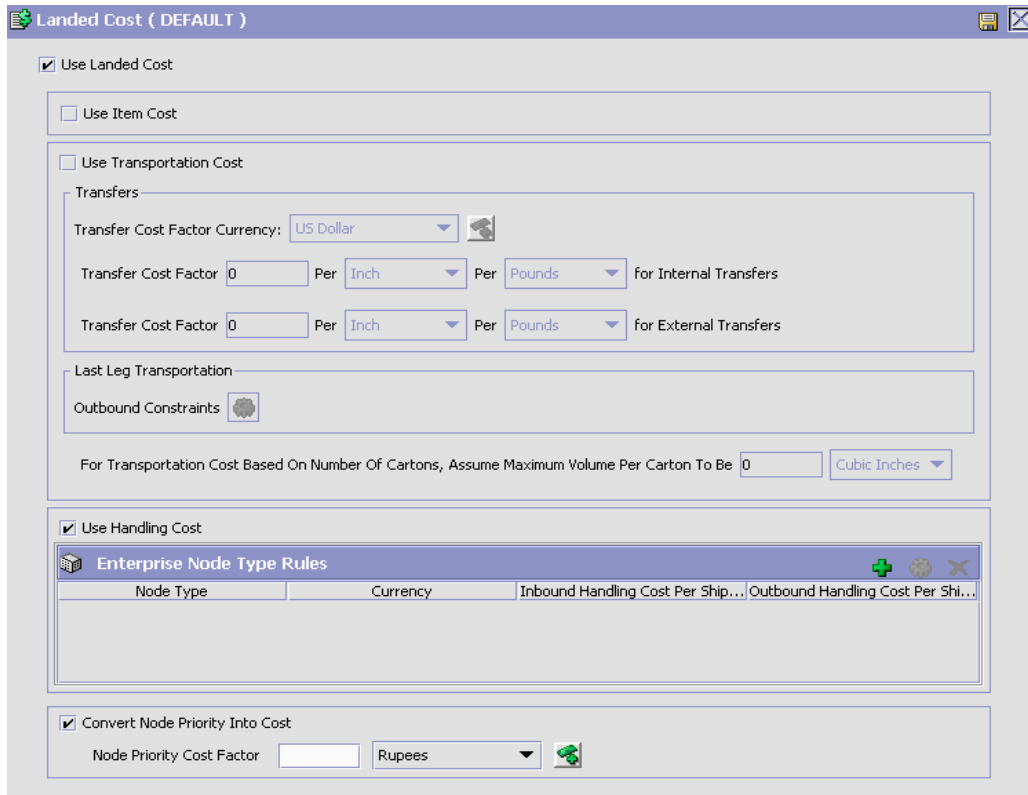 Landed Cost ( DEFAULT )
Use Landed Cost
Use Item Cost
Use Transportation Cost
Transfers
Transfer Cost Factor Currency: US Dollar
Transfer Cost Factor 0 Per Inch Per Pounds for Internal Transfers
Transfer Cost Factor 0 Per Inch Per Pounds for External Transfers
Last Leg Transportation
Outbound Constraints
For Transportation Cost Based On Number Of Cartons, Assume Maximum Volume Per Carton To Be 0 Cubic Inches
Use Handling Cost
Enterprise Node Type Rules
Node Type Currency Inbound Handling Cost Per Ship... Outbound Handling Cost Per Shi...
Convert Node Priority Into Cost
Node Priority Cost Factor Rupees